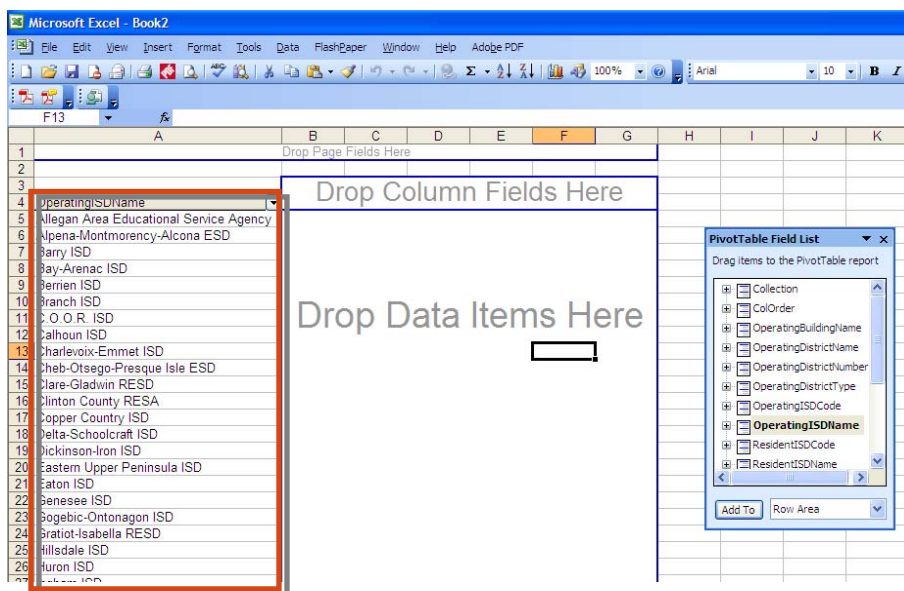 Microsoft Excel - Book2
File Edit View Insert Format Tools Data FlashPaper Window Help Adobe PDF
100% Arial 10 B I
F13 fx
A B C D E F G H I J K
1 Drop Page Fields Here
2
3 Drop Column Fields Here
4 OperatingISDName
5 Allegan Area Educational Service Agency
6 Alpena-Montmorency-Alcona ESD
7 Barry ISD
8 Bay-Arenac ISD
9 Berrien ISD
10 Branch ISD
11 C.O.O.R. ISD
12 Calhoun ISD
13 Charlevoix-Emmet ISD
14 Cheb-Otsego-Presque Isle ESD
15 Clare-Gladwin RESD
16 Clinton County RESA
17 Copper Country ISD
18 Delta-Schoolcraft ISD
19 Dickinson-Iron ISD
20 Eastern Upper Peninsula ISD
21 Eaton ISD
22 Genesee ISD
23 Gogebic-Ontonagon ISD
24 Gratiot-Isabella RESD
25 Hillsdale ISD
26 Huron ISD
27 Ingham ISD
Drop Data Items Here
PivotTable Field List
Drag items to the PivotTable report
Collection
ColOrder
OperatingBuildingName
OperatingDistrictName
OperatingDistrictNumber
OperatingDistrictType
OperatingISDCode
OperatingISDName
ResidentISDCode
ResidentISDName
Add To Row Area